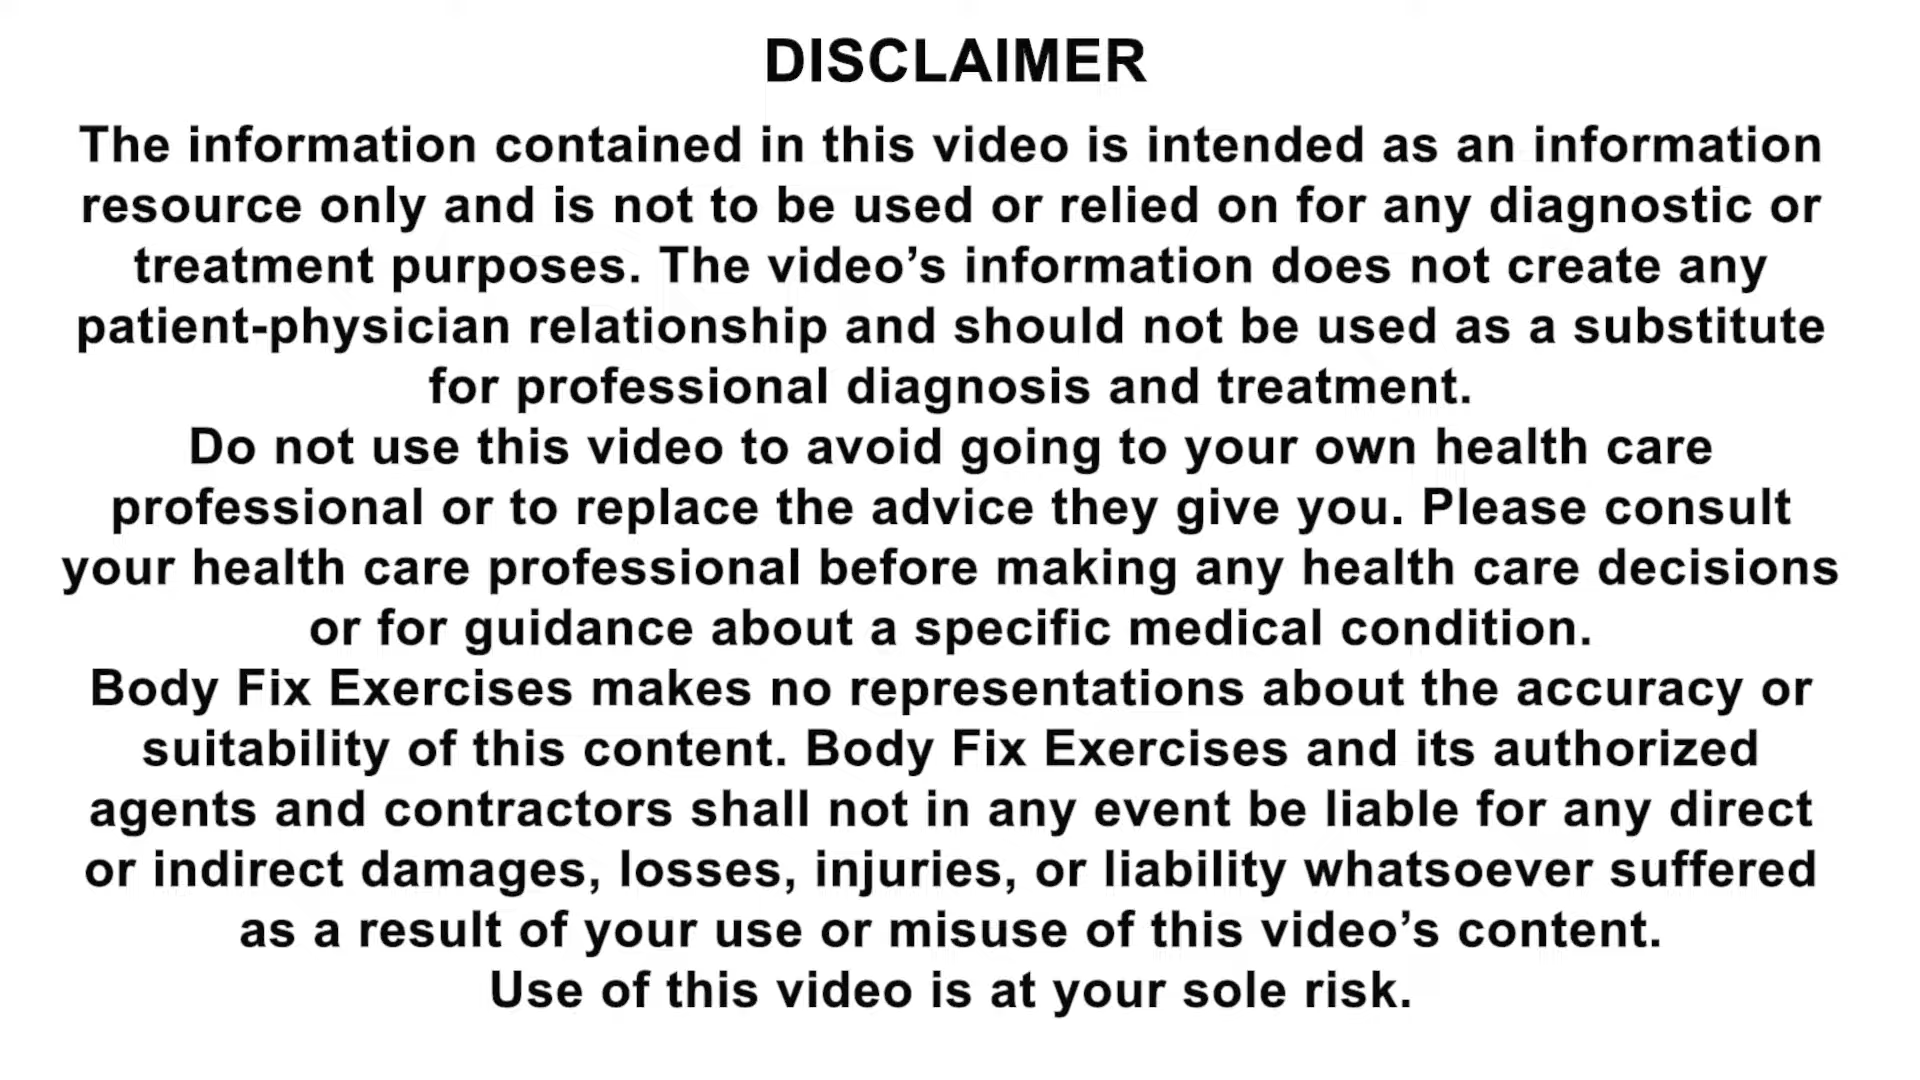 DISCLAIMER
The information contained in this video is intended as an information
resource only and is not to be used or relied on for any diagnostic or
treatment purposes. The video’s information does not create any
patient-physician relationship and should not be used as a substitute
for professional diagnosis and treatment.
Do not use this video to avoid going to your own health care
professional or to replace the advice they give you. Please consult
your health care professional before making any health care decisions
or for guidance about a specific medical condition.
Body Fix Exercises makes no representations about the accuracy or
suitability of this content. Body Fix Exercises and its authorized
agents and contractors shall not in any event be liable for any direct
or indirect damages, losses, injuries, or liability whatsoever suffered
as a result of your use or misuse of this video’s content.
Use of this video is at your sole risk.